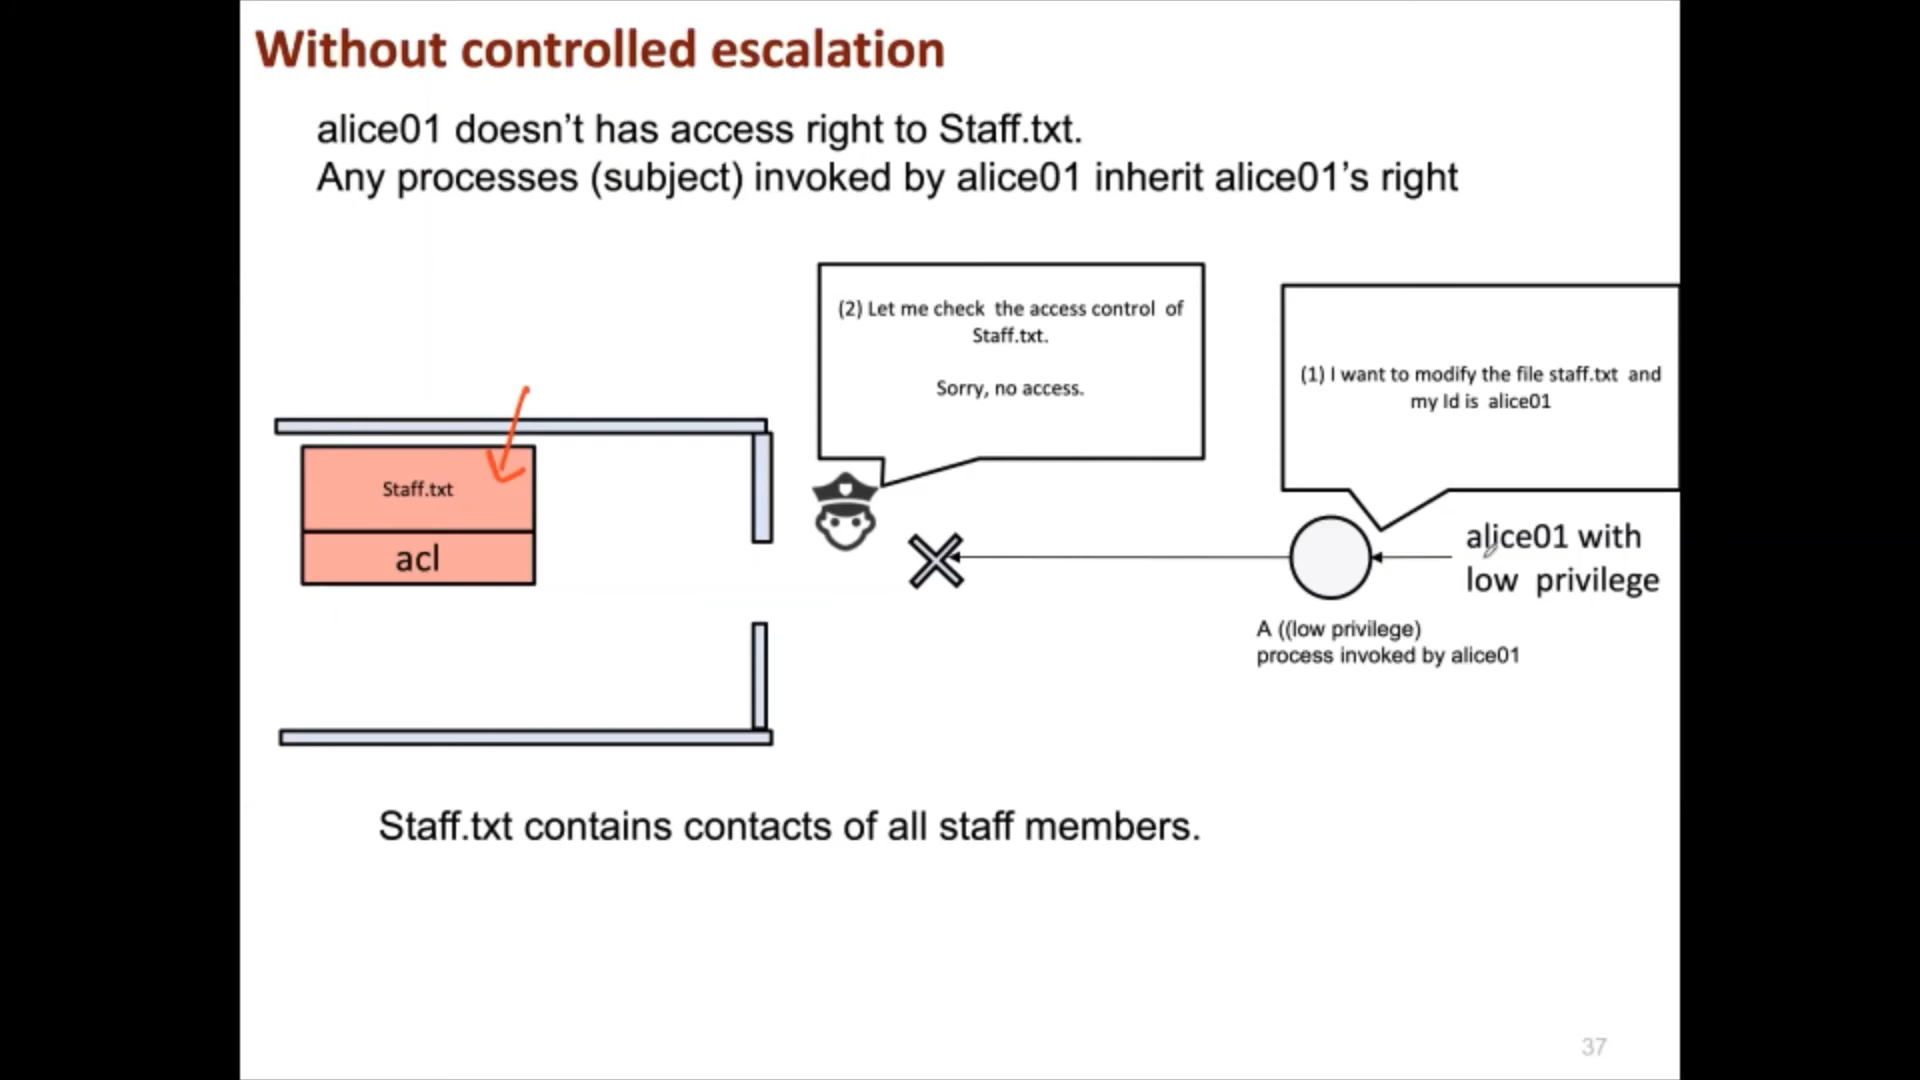 Without controlled escalation
alice01 doesn’t has access right to Staff.txt.
Any processes (subject) invoked by alice01 inherit alice01’s right
(2) Let me check the access control of
Staff.txt.
Sorry, no access.
(1) I want to modify the file staff.txt and
my Id is alice01
Staff.txt
acl
alice01 with
low privilege
A ((low privilege)
process invoked by alice01
Staff.txt contains contacts of all staff members.
37